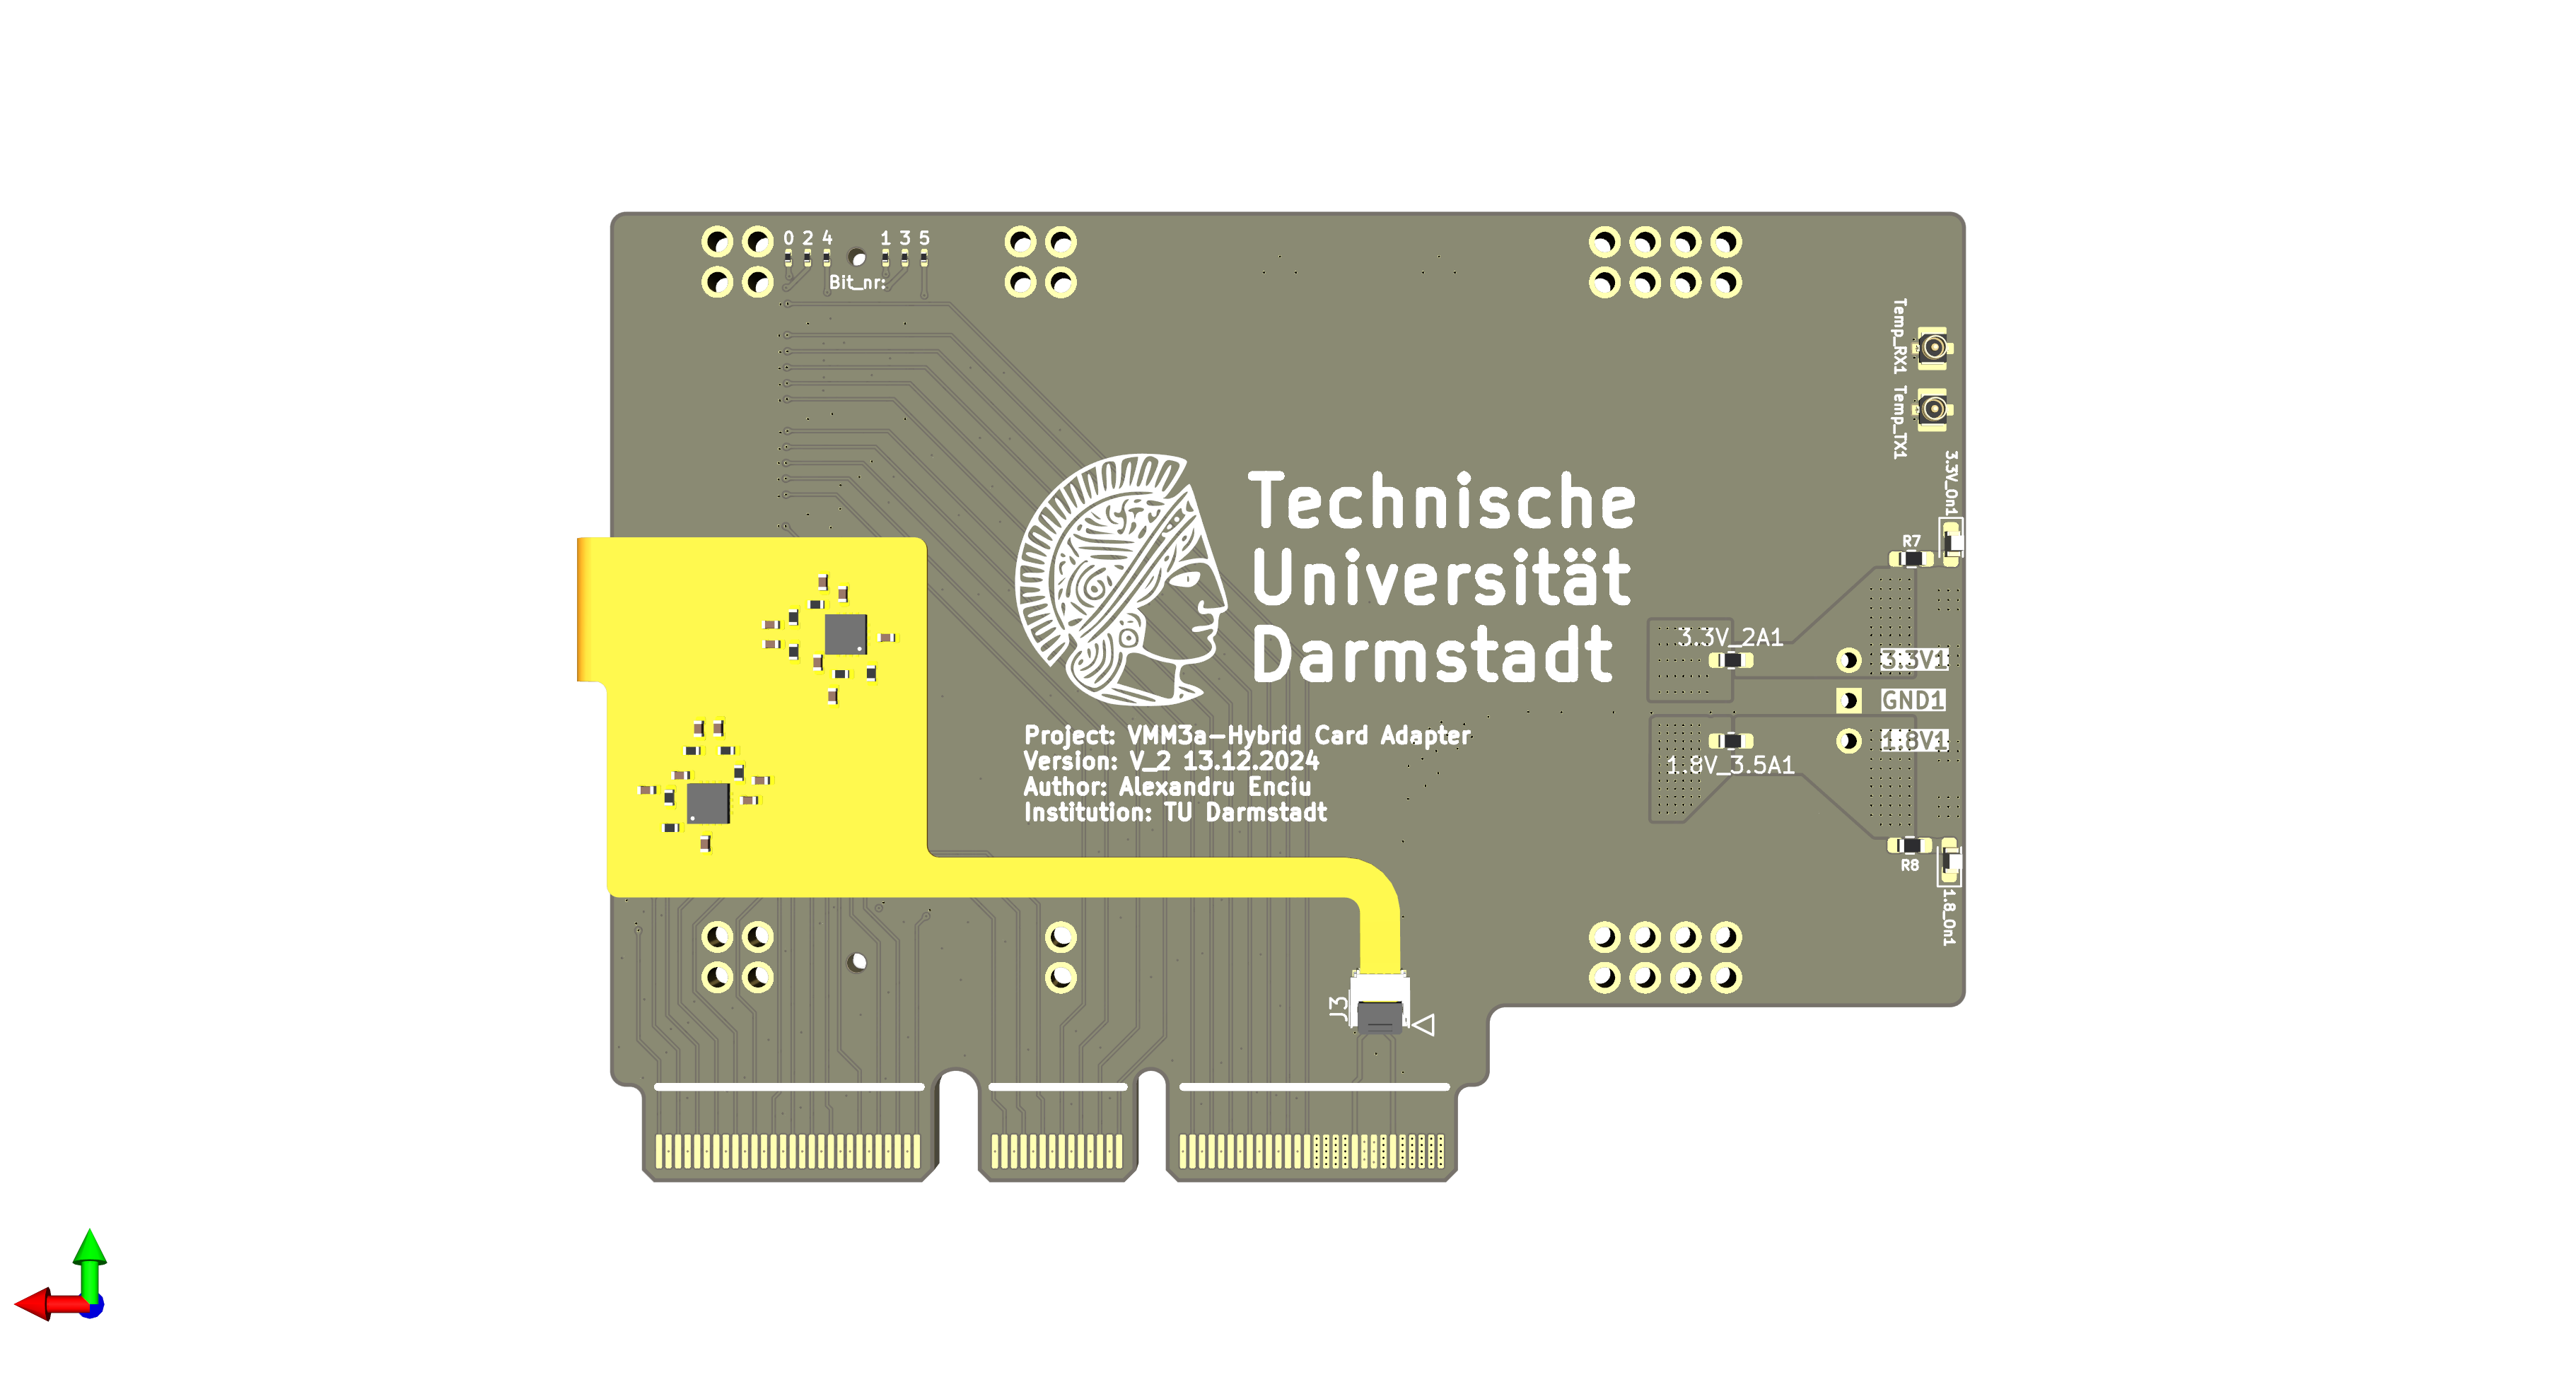 0 2 4 1 3 5
Bit_nr:
Temp_RX1
Temp_TX1
3.3V_On1
Technische
Universität
Darmstadt
R7
3.3V_2A1
3.3V1
GND1
1.8V1
1.8V_3.5A1
Project: VMM3a-Hybrid Card Adapter
Version: V_2 13.12.2024
Author: Alexandru Enciu
Institution: TU Darmstadt
R8
1.8_On1
J3